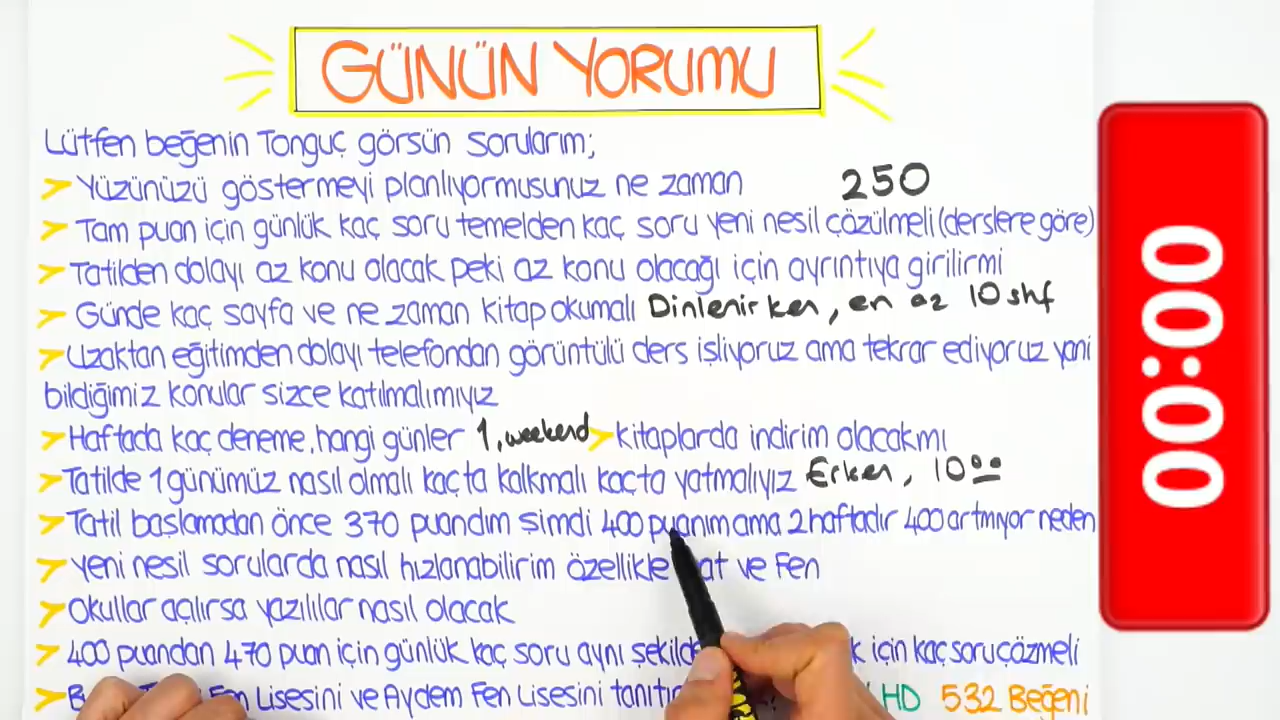 GÜNÜN YORUMU
Lütfen beğenin Tonguç görsün sorularım;
➤ Yüzünüzü göstermeyi planlıyormusunuz ne zaman 250
➤ Tam puan için günlük kaç soru temelden kaç soru yeni nesil çözülmeli (derslere göre)
➤ Tatilden dolayı az konu olacak peki az konu olacağı için ayrıntıya girilirmi
➤ Günde kaç sayfa ve ne zaman kitap okumalı Dinlenirken, en az 10 shf
➤ Uzaktan eğitimden dolayı telefondan görüntülü ders işliyoruz ama tekrar ediyoruz yani
bildiğimiz konular sizce katılmalımıyız
➤ Haftada kaç deneme, hangi günler 1, weekend ➤ kitaplarda indirim olacakmı
➤ Tatilde 1 günümüz nasıl olmalı kaçta kalkmalı kaçta yatmalıyız Erken, 10⁰⁰
➤ Tatil başlamadan önce 370 puandım şimdi 400 puanım ama 2 haftadır 400 artmıyor neden
➤ Yeni nesil sorularda nasıl hızlanabilirim özellikle at ve Fen
➤ Okullar açılırsa yazılılar nasıl olacak
➤ 400 puandan 470 puan için günlük kaç soru aynı şekild k için kaç soru çözmeli
➤ Fen Lisesini ve Aydem Fen Lisesini tanıtır HD 532 Beğeni
00:00